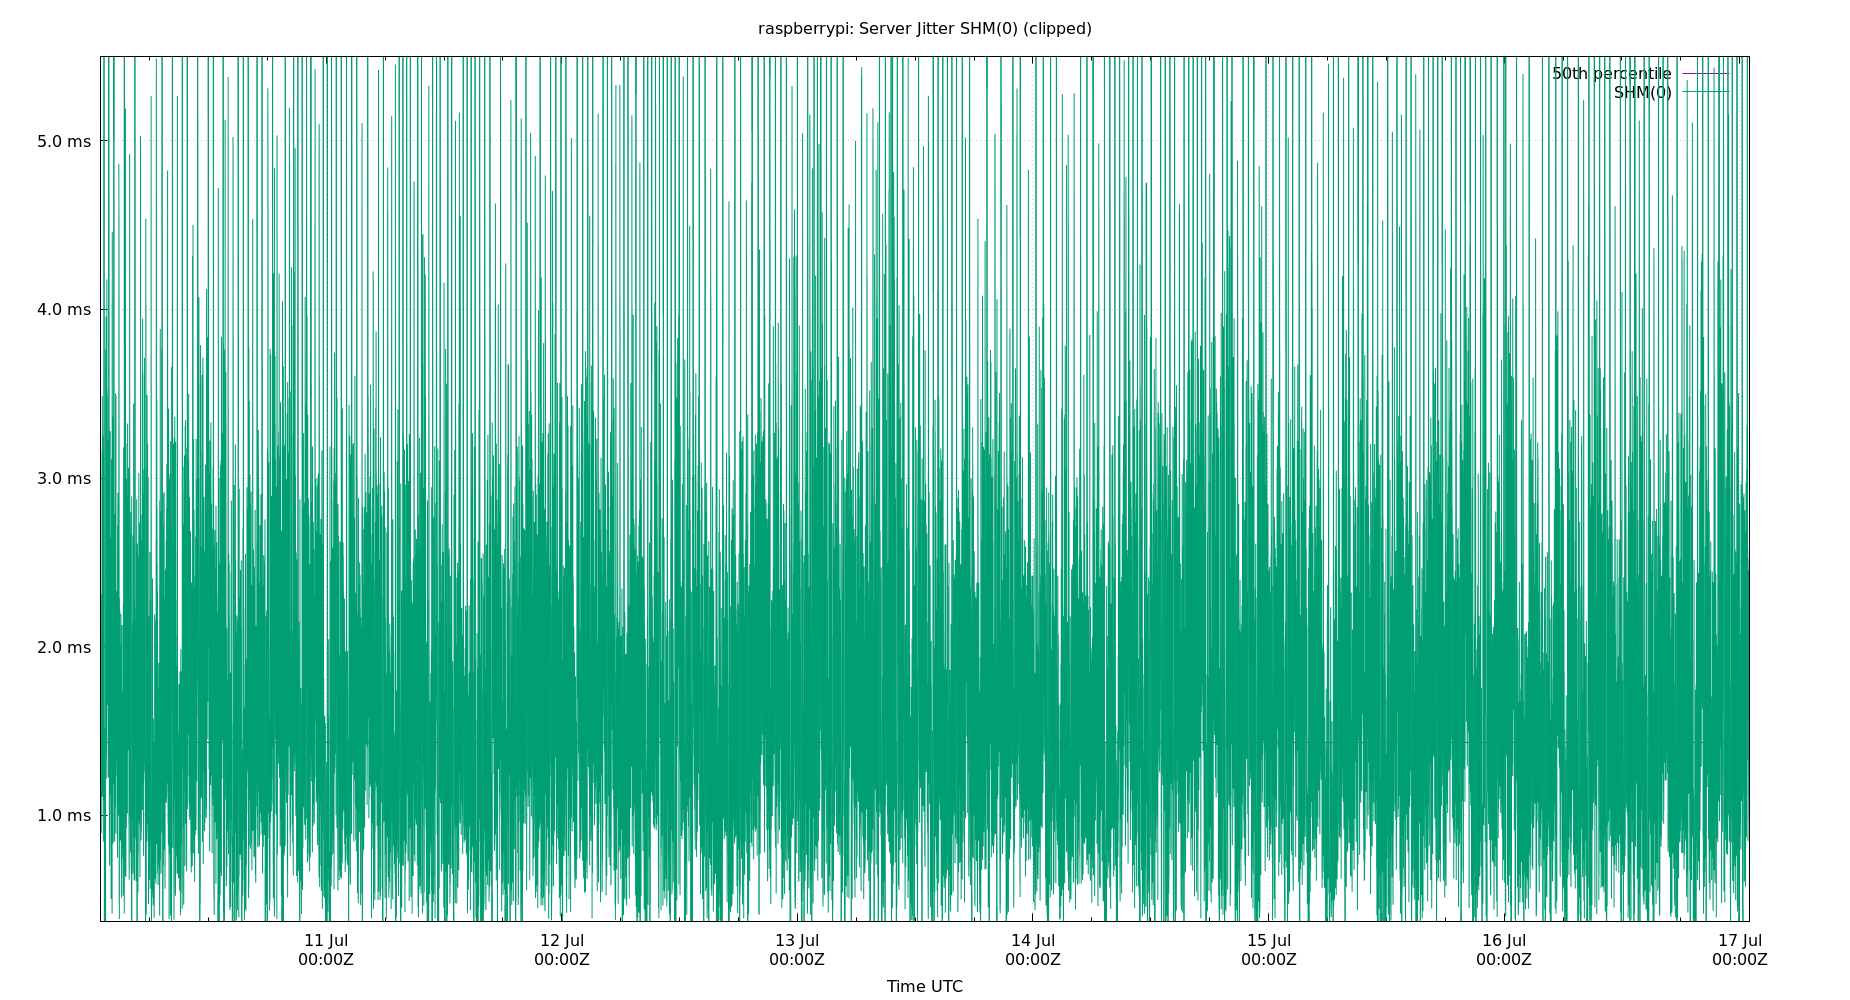 raspberrypi: Server Jitter SHM(0) (clipped)
50th percentile
SHM(0)
5.0 ms
4.0 ms
3.0 ms
2.0 ms
1.0 ms
11 Jul 12 Jul 13 Jul 14 Jul 15 Jul 16 Jul 17 Jul
00:00Z 00:00Z 00:00Z 00:00Z 00:00Z 00:00Z 00:00Z
Time UTC